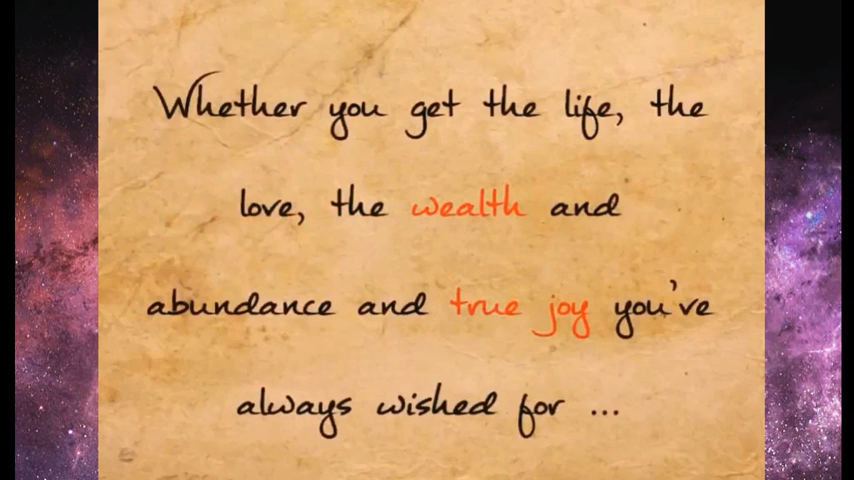 Whether you get the life, the
love, the wealth and
abundance and true joy you've
always wished for ...